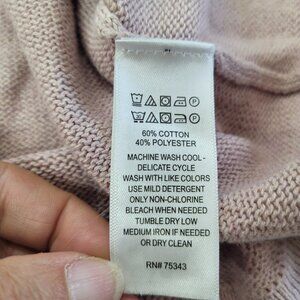 60% COTTON
40% POLYESTER
MACHINE WASH COOL -
DELICATE CYCLE
WASH WITH LIKE COLORS
USE MILD DETERGENT
ONLY NON-CHLORINE
BLEACH WHEN NEEDED
TUMBLE DRY LOW
MEDIUM IRON IF NEEDED
OR DRY CLEAN
RN# 75343